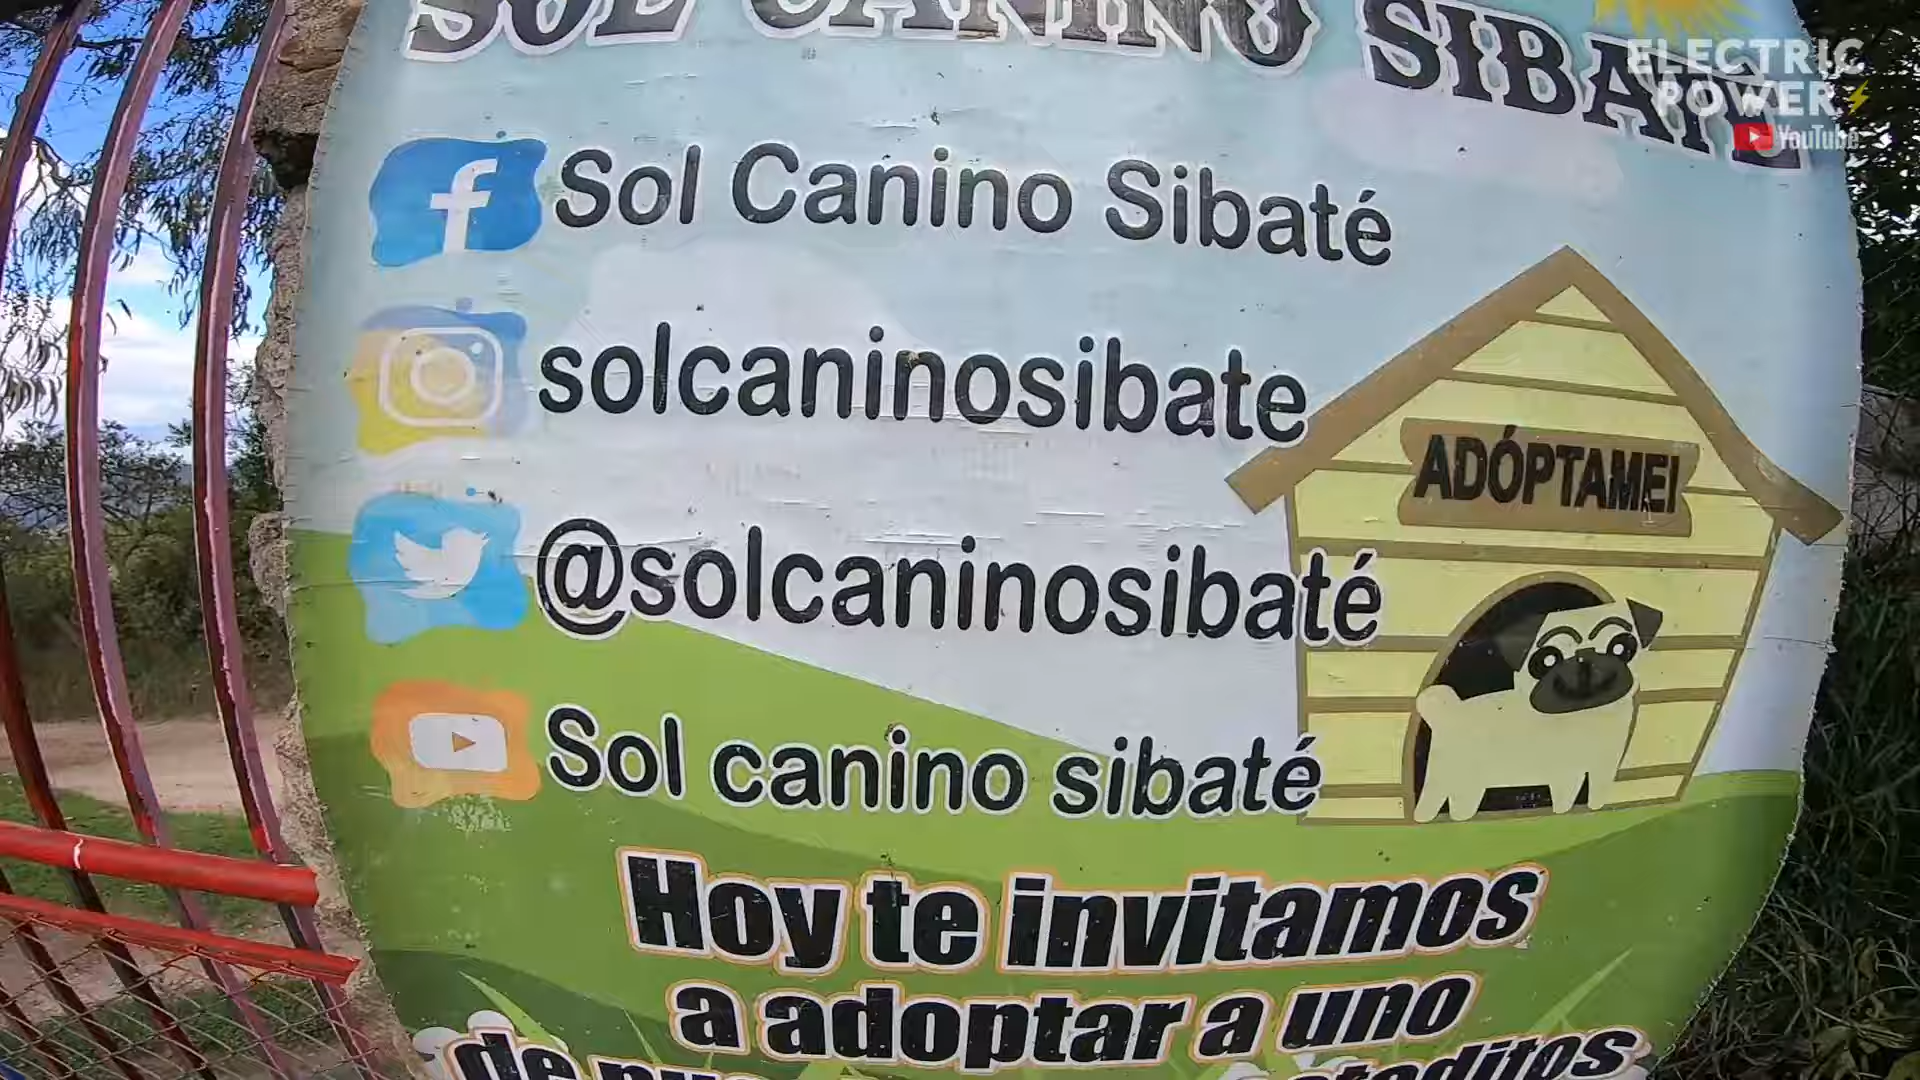 SOL CANINO SIBATÉ
ELECTRIC
POWER
YouTube
Sol Canino Sibaté
solcaninosibate
ADÓPTAME!
@solcaninosibaté
Sol canino sibaté
Hoy te invitamos
a adoptar a uno
de